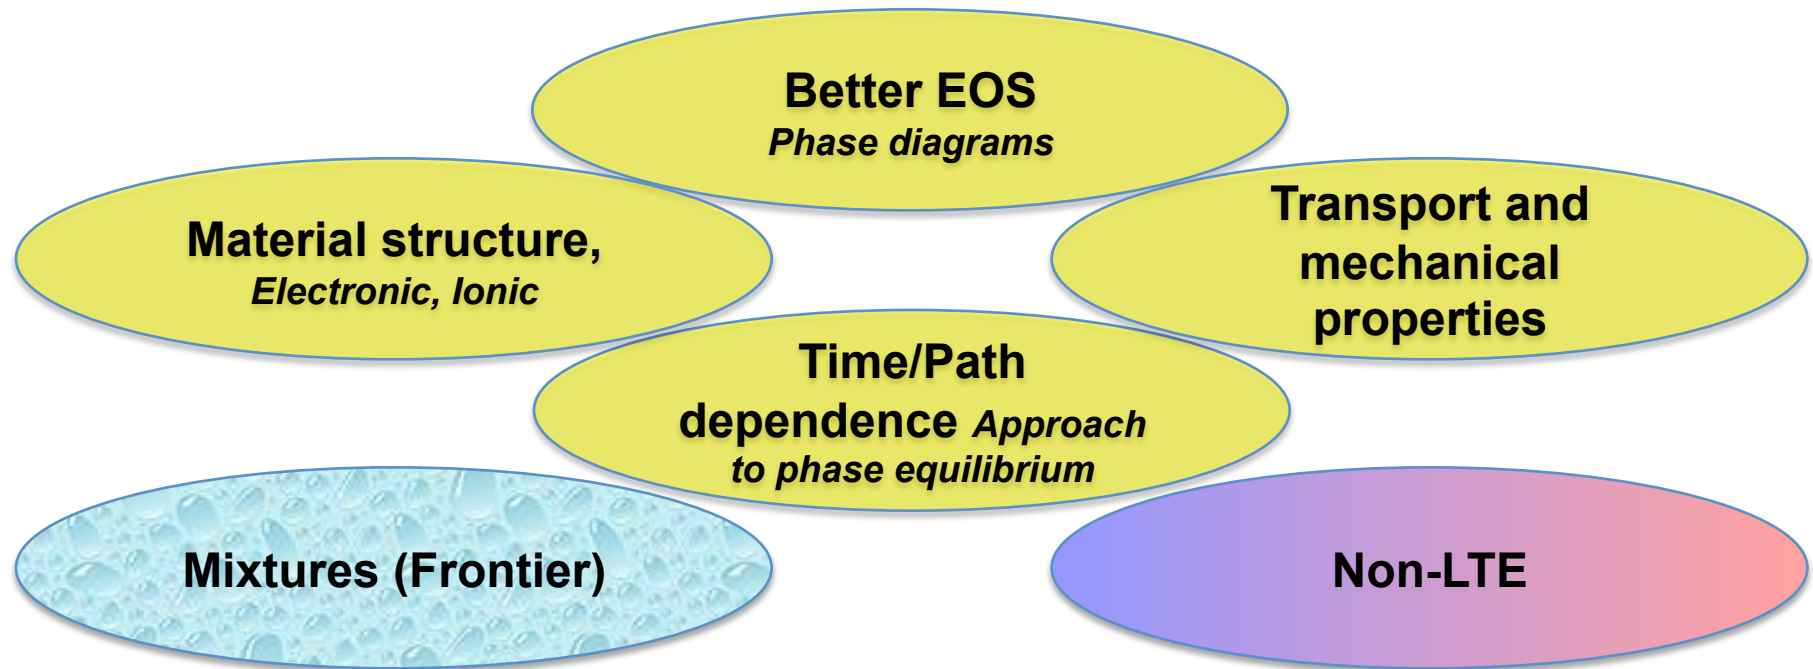 Better EOS
Phase diagrams
Material structure,
Electronic, Ionic
Transport and
mechanical
properties
Time/Path
dependence Approach
to phase equilibrium
Mixtures (Frontier)
Non-LTE